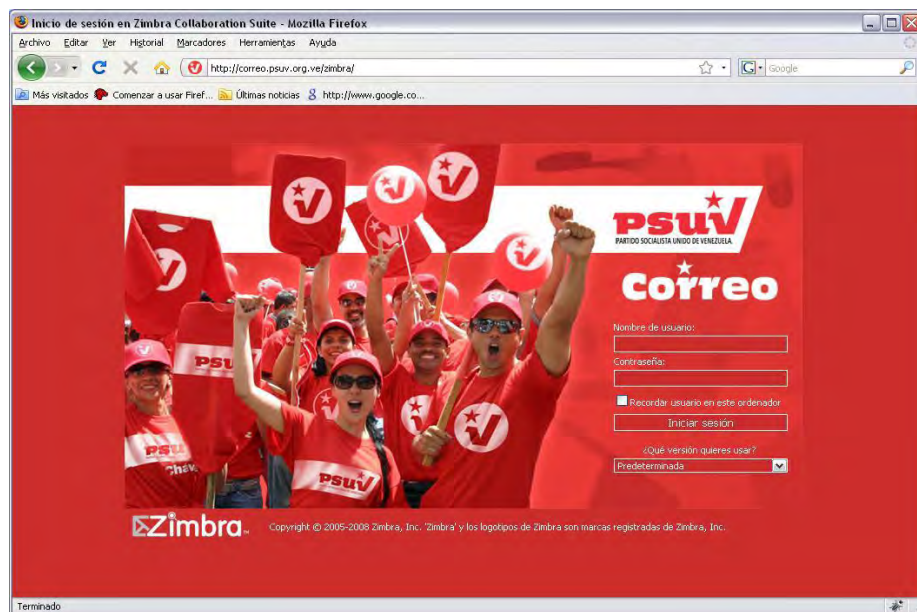 Inicio de sesión en Zimbra Collaboration Suite - Mozilla Firefox
Archivo Editar Ver Historial Marcadores Herramientas Ayuda
http://correo.psuv.org.ve/zimbra/
G Google
Más visitados Comenzar a usar Firef... Últimas noticias http://www.google.co...
PSUV
PARTIDO SOCIALISTA UNIDO DE VENEZUELA
Correo
Nombre de usuario:
Contraseña:
Recordar usuario en este ordenador
Iniciar sesión
¿Qué versión quieres usar?
Predeterminada
PSUV
PSUV
Cháv
PSUV
Zimbra
Copyright © 2005-2008 Zimbra, Inc. 'Zimbra' y los logotipos de Zimbra son marcas registradas de Zimbra, Inc.
Terminado